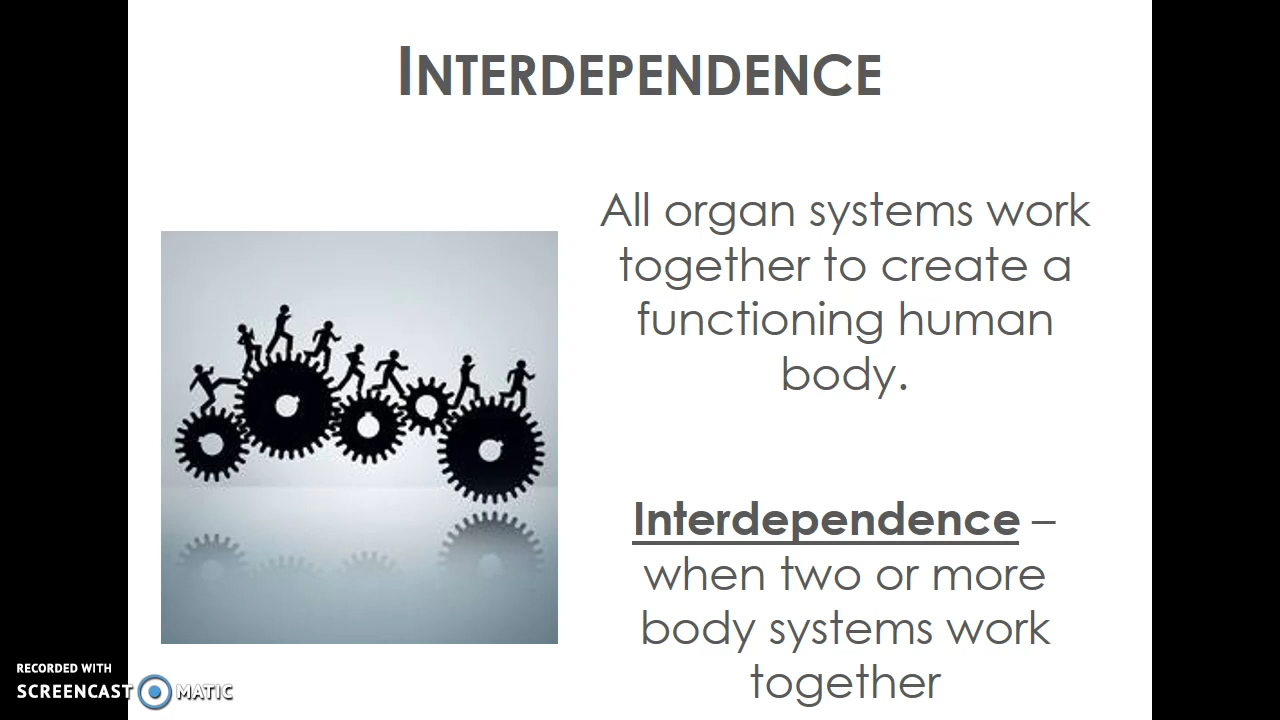 INTERDEPENDENCE
All organ systems work
together to create a
functioning human
body.
Interdependence –
when two or more
body systems work
together
RECORDED WITH
SCREENCAST MATIC